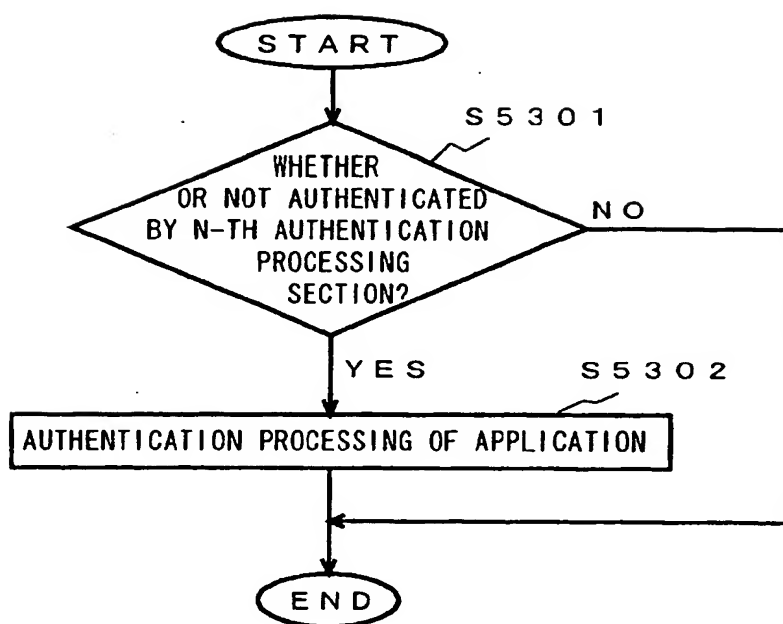 START
S5301
WHETHER
OR NOT AUTHENTICATED
BY N-TH AUTHENTICATION
PROCESSING
SECTION?
NO
YES
S5302
AUTHENTICATION PROCESSING OF APPLICATION
END